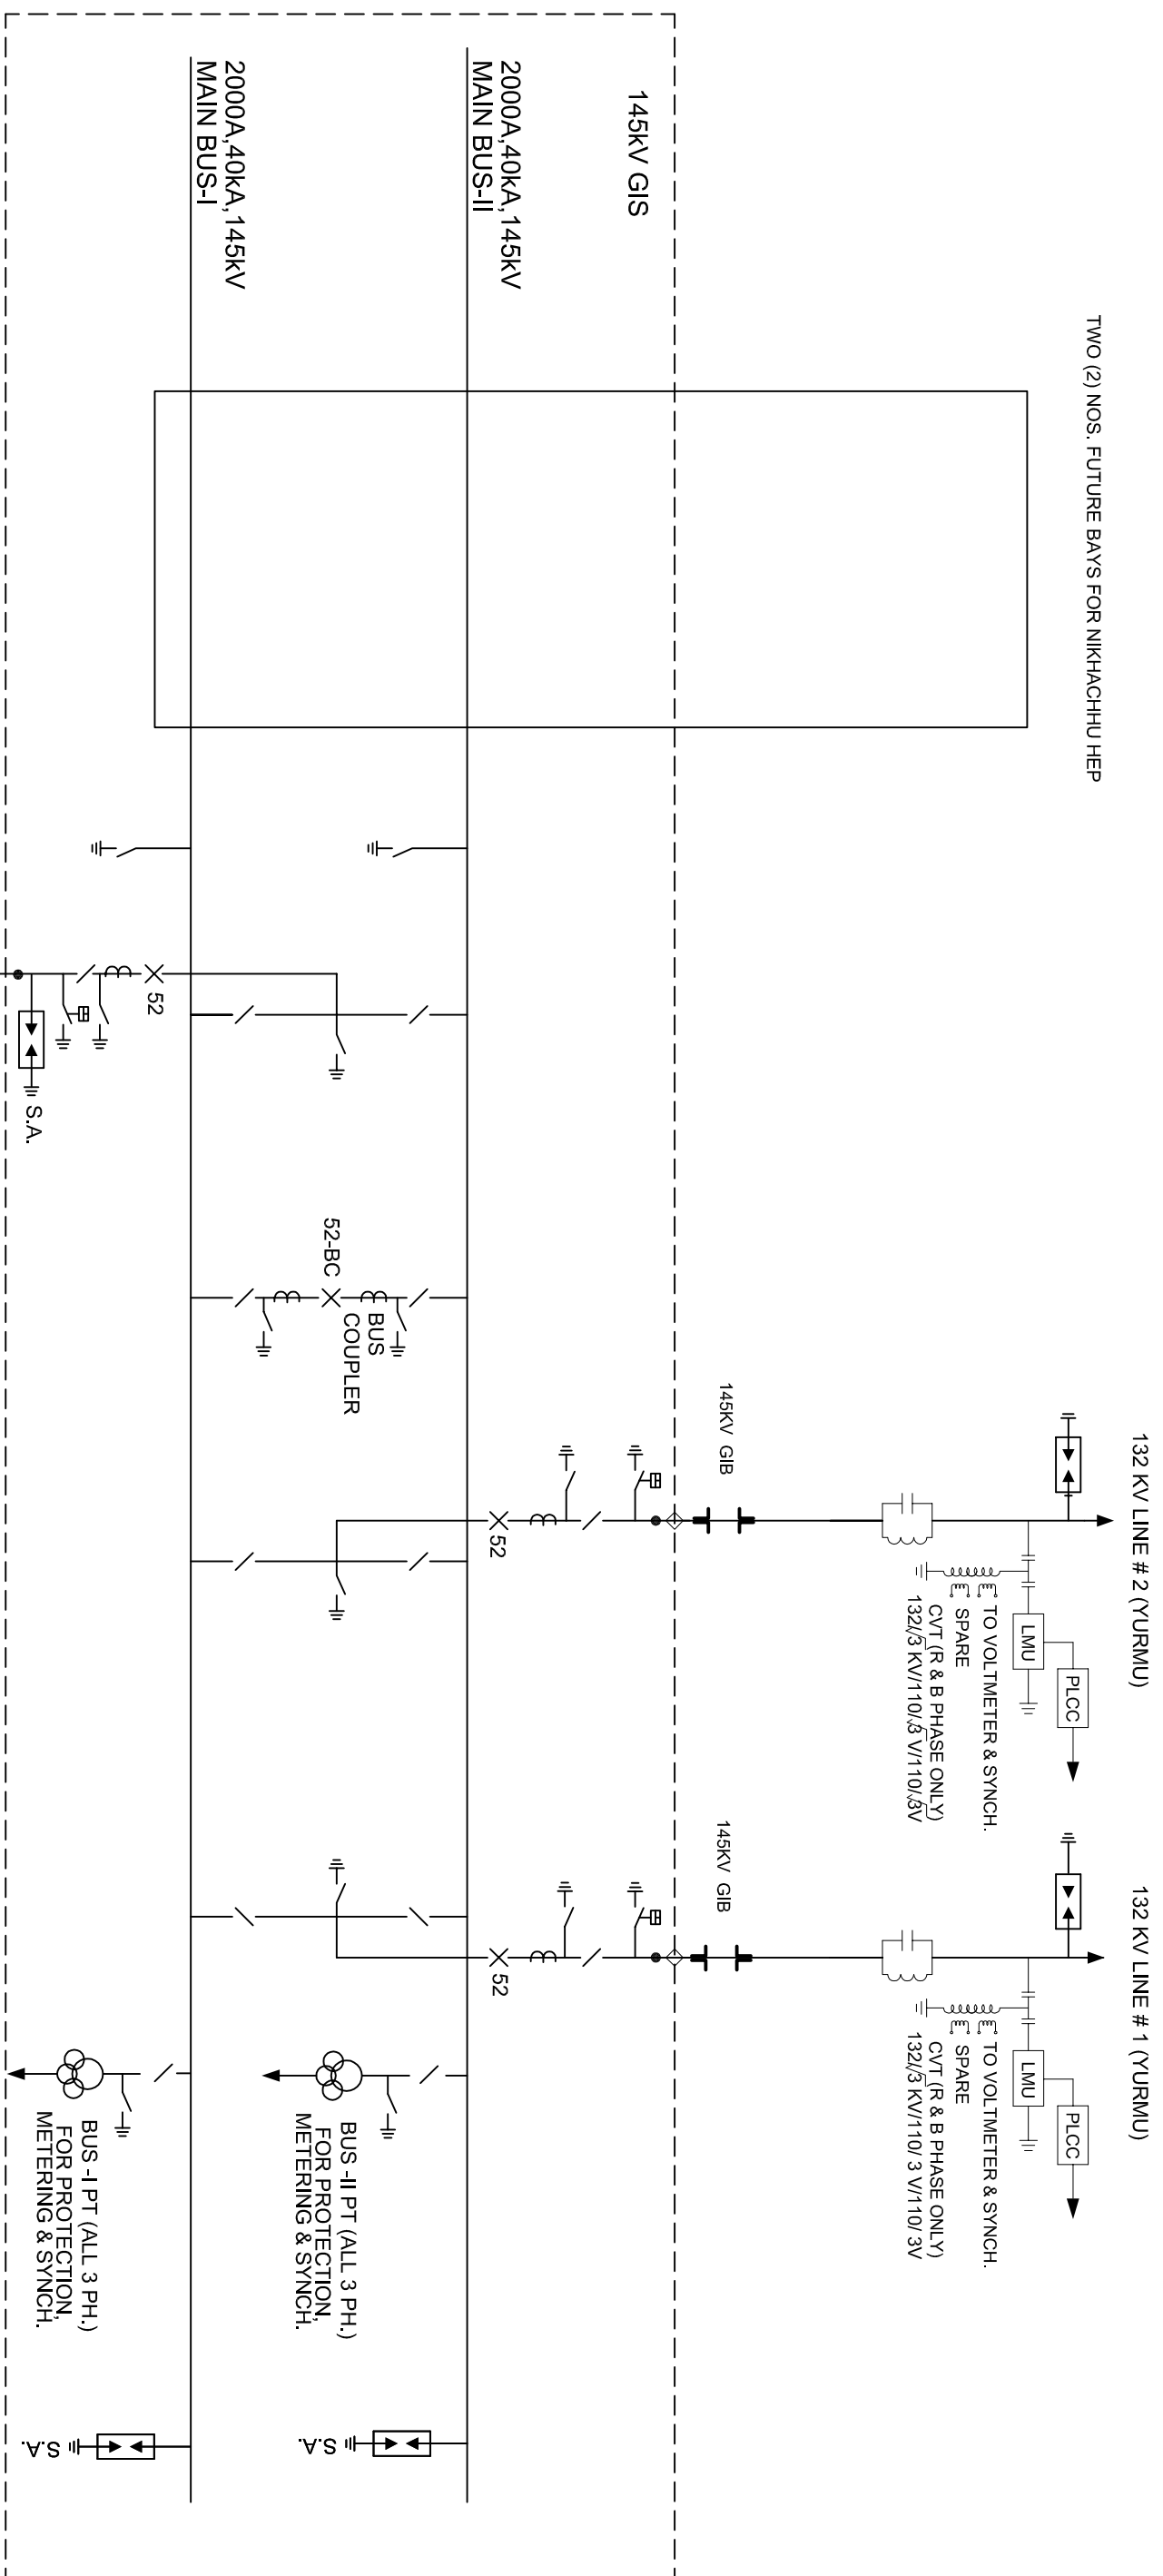 132 KV LINE # 2 (YURMU)
132 KV LINE # 1 (YURMU)
TWO (2) NOS. FUTURE BAYS FOR NIKHACHHU HEP
PLCC
LMU
TO VOLTMETER & SYNCH.
SPARE
CVT (R & B PHASE ONLY)
132/√3 KV/110/√3 V/110/√3V
PLCC
LMU
TO VOLTMETER & SYNCH.
SPARE
CVT (R & B PHASE ONLY)
132/√3 KV/110/ 3 V/110/ 3V
145KV GIB
145KV GIB
145kV GIS
2000A,40kA,145kV
MAIN BUS-II
52
52
BUS
COUPLER
52-BC
BUS -II PT (ALL 3 PH.)
FOR PROTECTION,
METERING & SYNCH.
S.A.
2000A,40kA,145kV
MAIN BUS-I
52
S.A.
BUS -I PT (ALL 3 PH.)
FOR PROTECTION,
METERING & SYNCH.
S.A.